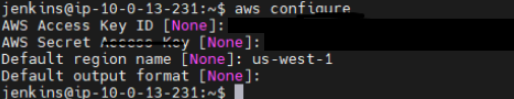 jenkins@ip-10-0-13-231:~$ aws configure
AWS Access Key ID [None]:
AWS Secret Access Key [None]:
Default region name [None]: us-west-1
Default output format [None]:
jenkins@ip-10-0-13-231:~$